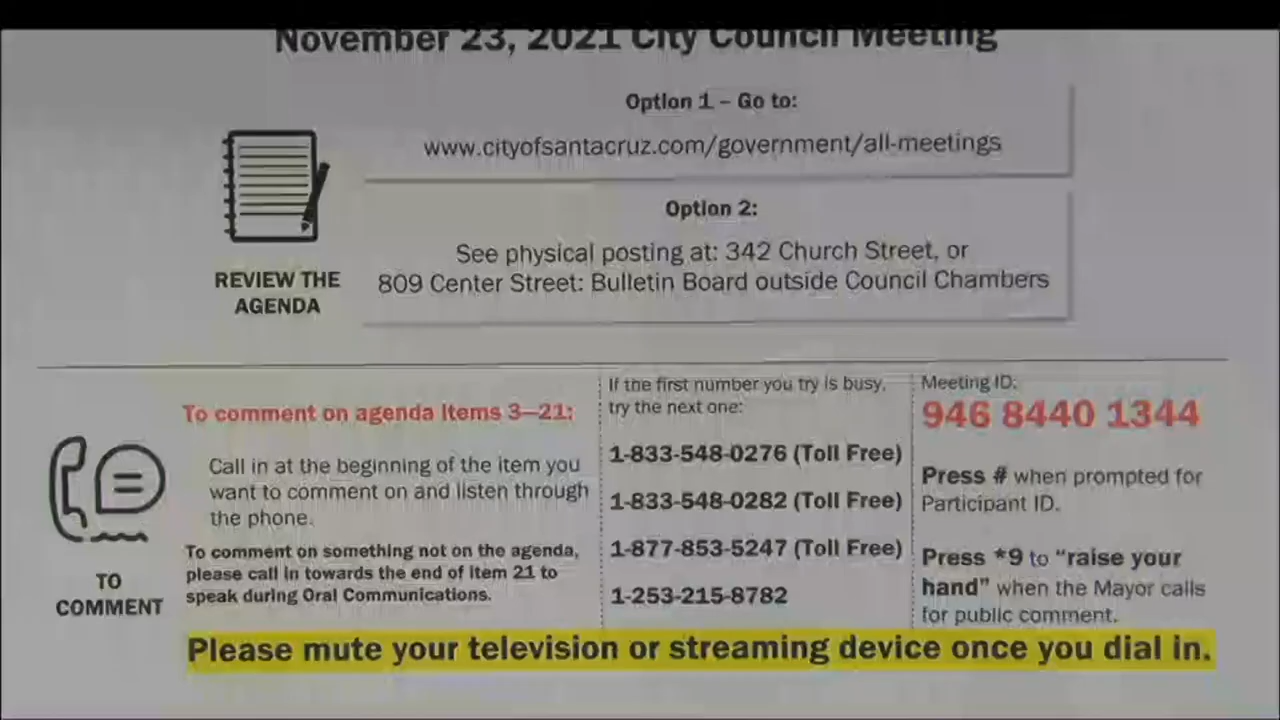 November 23, 2021 City Council Meeting
Option 1 – Go to:
www.cityofsantacruz.com/government/all-meetings
Option 2:
See physical posting at: 342 Church Street, or
809 Center Street: Bulletin Board outside Council Chambers
REVIEW THE
AGENDA
To comment on agenda items 3—21:
Call in at the beginning of the item you
want to comment on and listen through
the phone.
To comment on something not on the agenda,
please call in towards the end of item 21 to
speak during Oral Communications.
TO
COMMENT
If the first number you try is busy,
try the next one:
1-833-548-0276 (Toll Free)
1-833-548-0282 (Toll Free)
1-877-853-5247 (Toll Free)
1-253-215-8782
Meeting ID:
946 8440 1344
Press # when prompted for
Participant ID.
Press *9 to “raise your
hand” when the Mayor calls
for public comment.
Please mute your television or streaming device once you dial in.